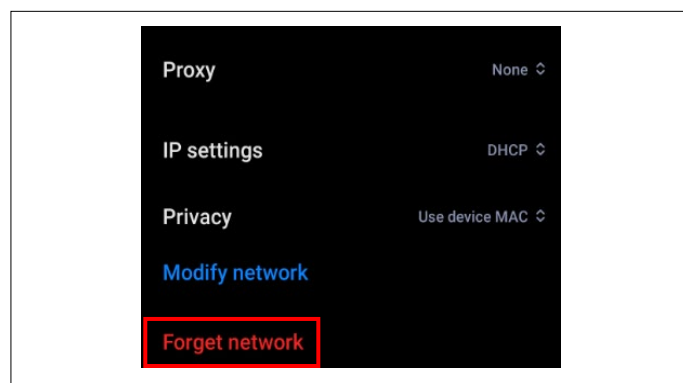 Proxy None
IP settings DHCP
Privacy Use device MAC
Modify network
Forget network